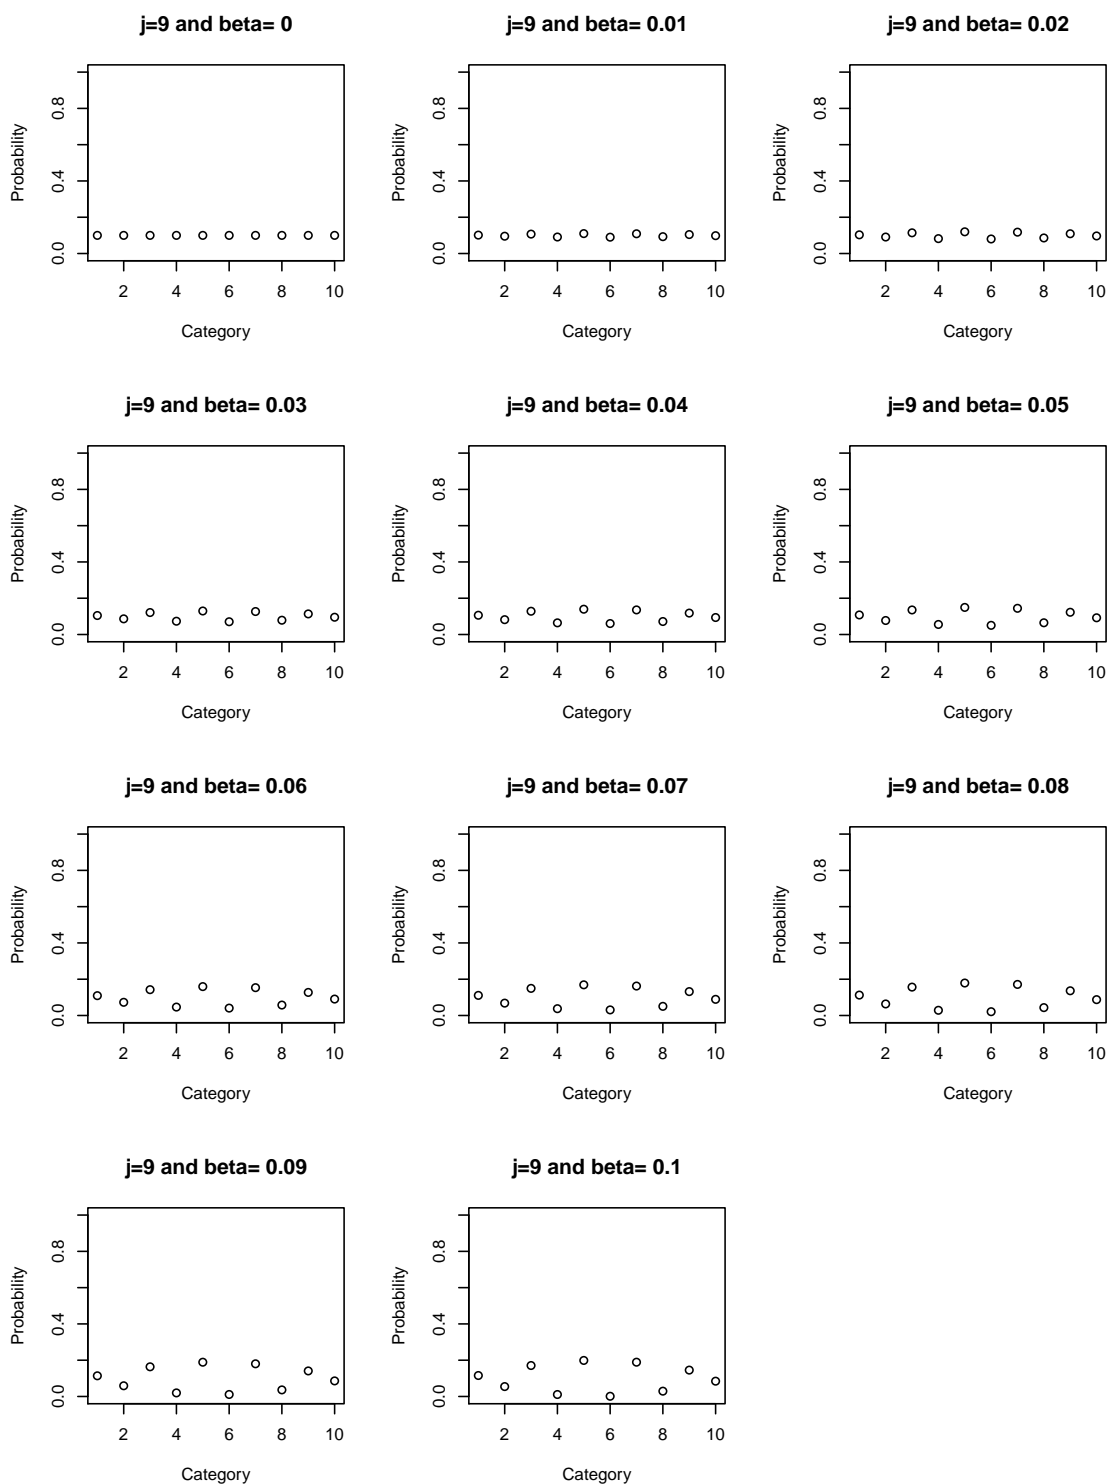 j=9 and beta= 0
Probability
0.0 0.4 0.8
2 4 6 8 10
Category
j=9 and beta= 0.01
Probability
0.0 0.4 0.8
2 4 6 8 10
Category
j=9 and beta= 0.02
Probability
0.0 0.4 0.8
2 4 6 8 10
Category
j=9 and beta= 0.03
Probability
0.0 0.4 0.8
2 4 6 8 10
Category
j=9 and beta= 0.04
Probability
0.0 0.4 0.8
2 4 6 8 10
Category
j=9 and beta= 0.05
Probability
0.0 0.4 0.8
2 4 6 8 10
Category
j=9 and beta= 0.06
Probability
0.0 0.4 0.8
2 4 6 8 10
Category
j=9 and beta= 0.07
Probability
0.0 0.4 0.8
2 4 6 8 10
Category
j=9 and beta= 0.08
Probability
0.0 0.4 0.8
2 4 6 8 10
Category
j=9 and beta= 0.09
Probability
0.0 0.4 0.8
2 4 6 8 10
Category
j=9 and beta= 0.1
Probability
0.0 0.4 0.8
2 4 6 8 10
Category